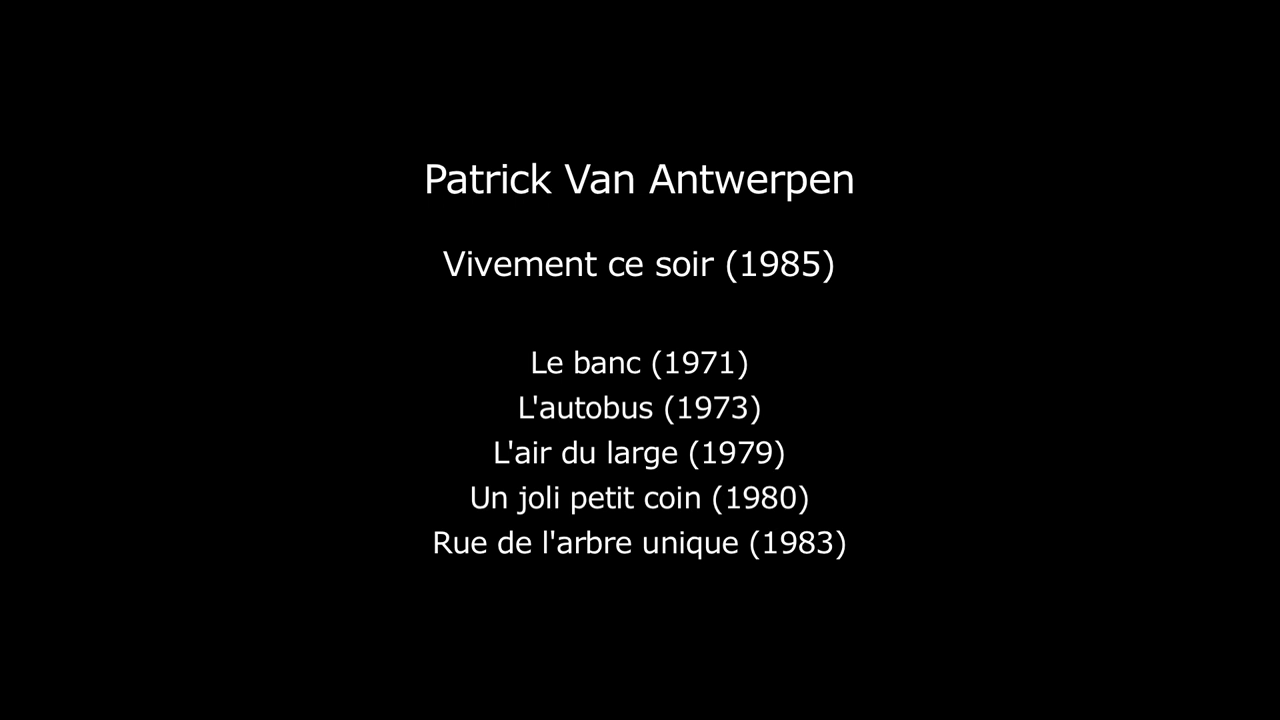 Patrick Van Antwerpen
Vivement ce soir (1985)
Le banc (1971)
L'autobus (1973)
L'air du large (1979)
Un joli petit coin (1980)
Rue de l'arbre unique (1983)